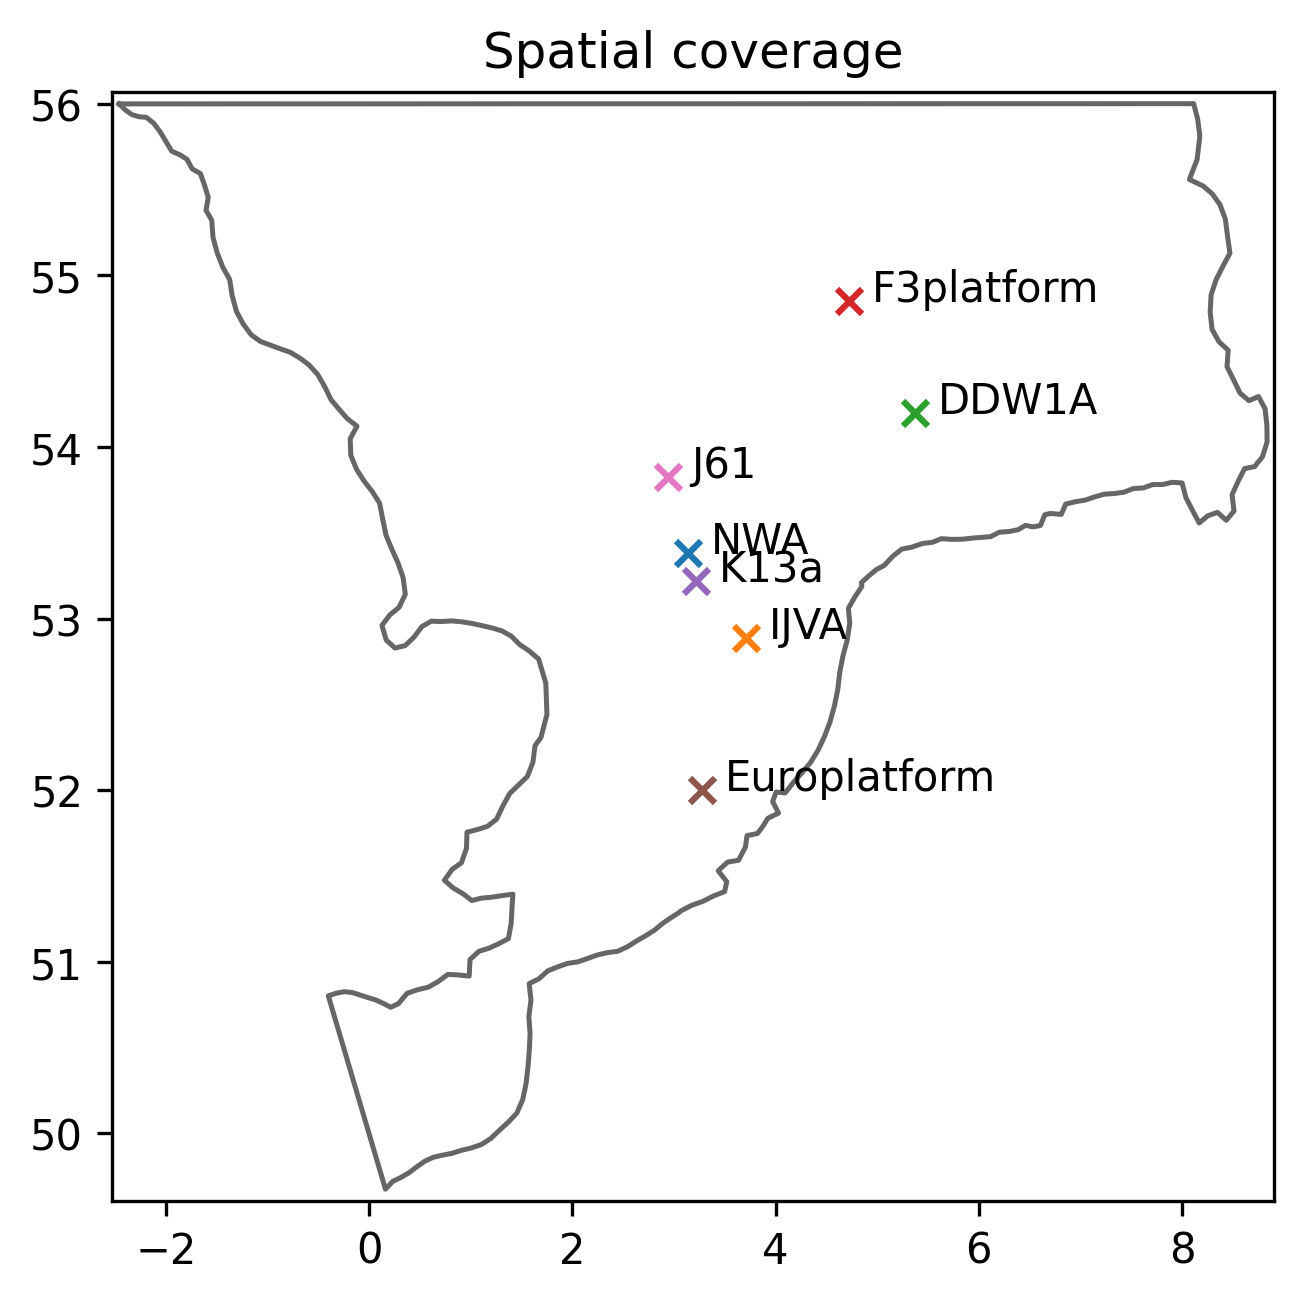 Spatial coverage
56
55
54
53
52
51
50
F3platform
DDW1A
J61
NWA
K13a
IJVA
Europlatform
−2 0 2 4 6 8